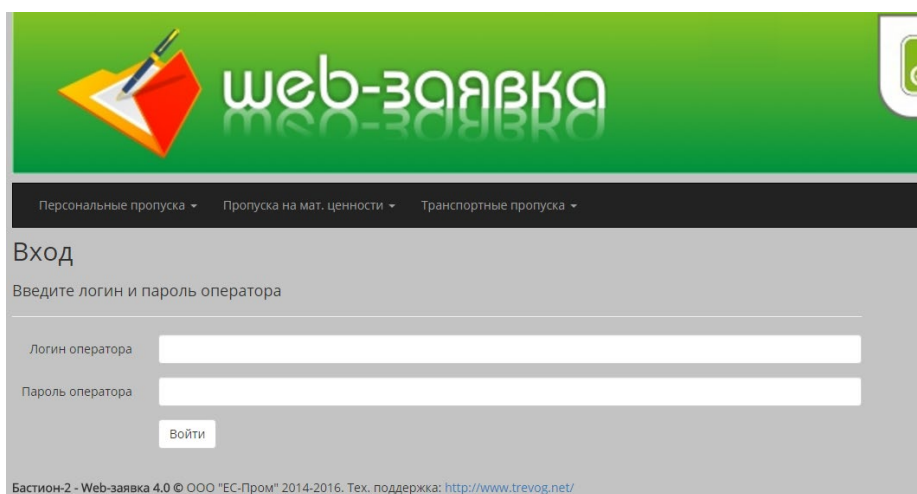 web-заявка
Персональные пропуска Пропуска на мат. ценности Транспортные пропуска
Вход
Введите логин и пароль оператора
Логин оператора
Пароль оператора
Войти
Бастион-2 - Web-заявка 4.0 © ООО "ЕС-Пром" 2014-2016. Тех. поддержка: http://www.trevog.net/